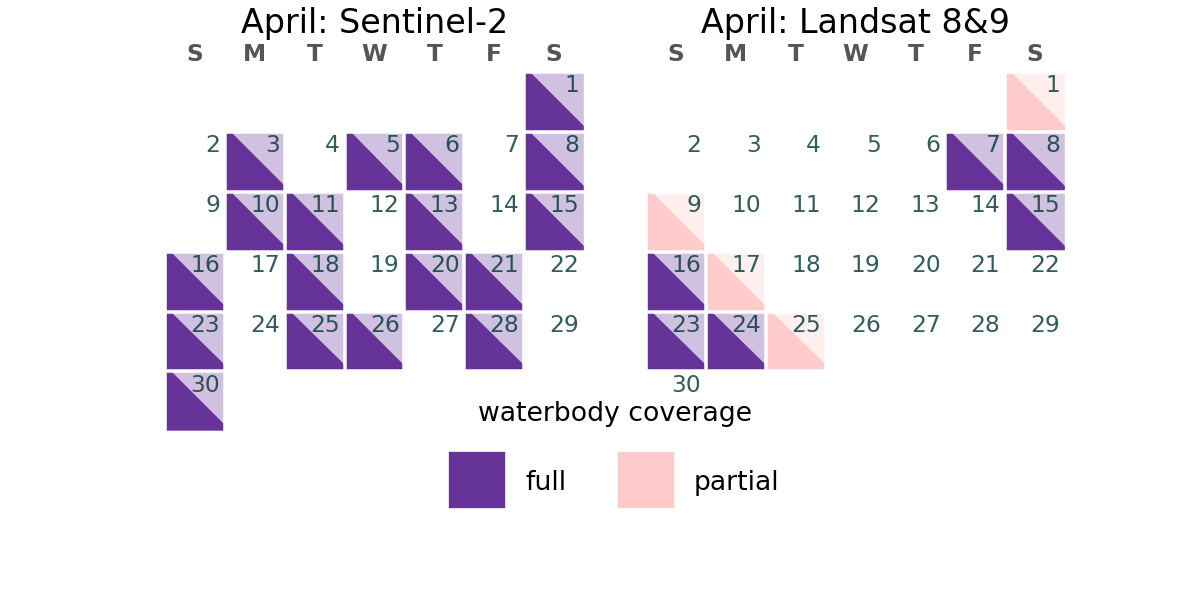 April: Sentinel-2
S M T W T F S
1
2 3 4 5 6 7 8
9 10 11 12 13 14 15
16 17 18 19 20 21 22
23 24 25 26 27 28 29
30
April: Landsat 8&9
S M T W T F S
1
2 3 4 5 6 7 8
9 10 11 12 13 14 15
16 17 18 19 20 21 22
23 24 25 26 27 28 29
30
waterbody coverage
full partial